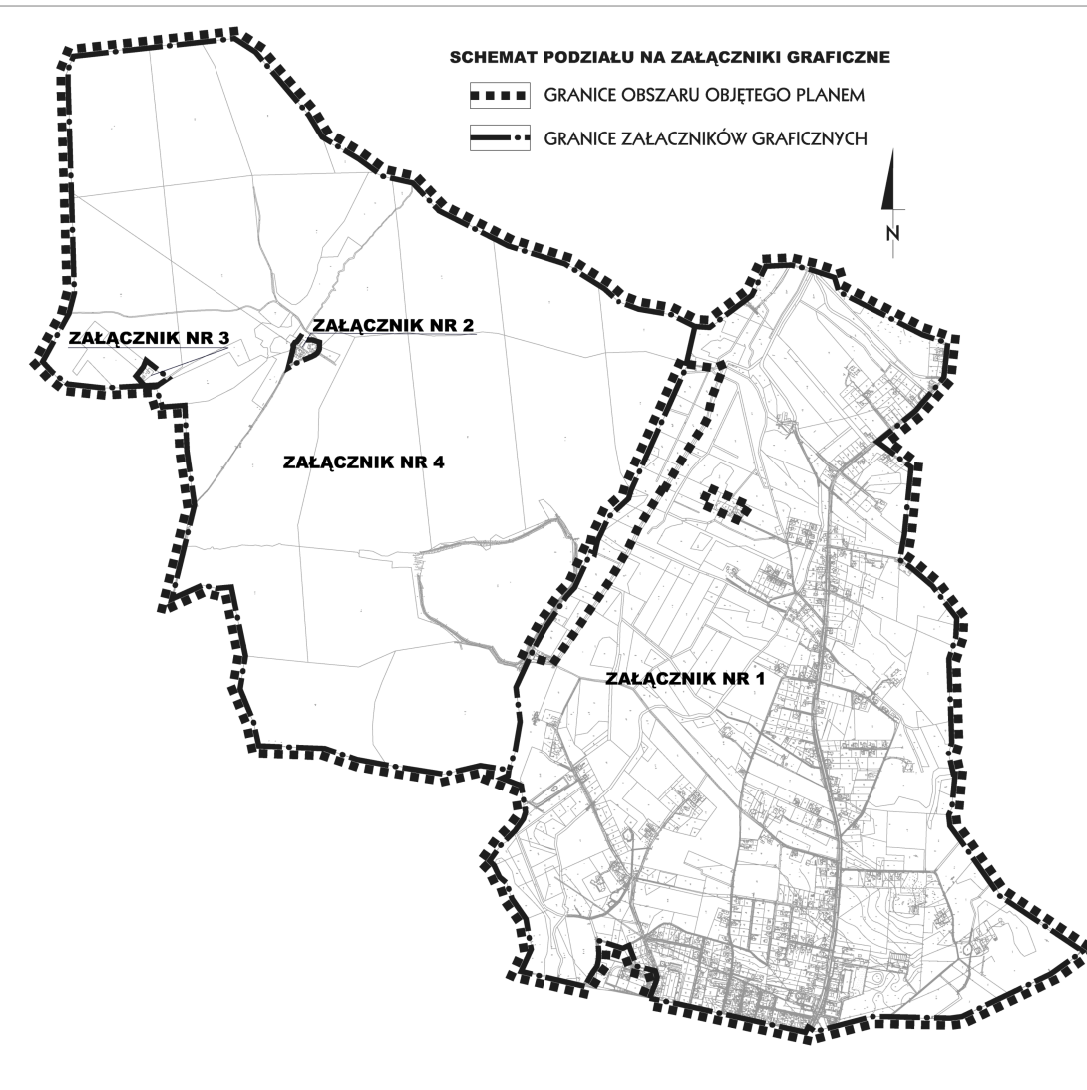 SCHEMAT PODZIAŁU NA ZAŁĄCZNIKI GRAFICZNE
GRANICE OBSZARU OBJĘTEGO PLANEM
GRANICE ZAŁACZNIKÓW GRAFICZNYCH
N
ZAŁĄCZNIK NR 2
ZAŁĄCZNIK NR 3
ZAŁĄCZNIK NR 4
ZAŁĄCZNIK NR 1